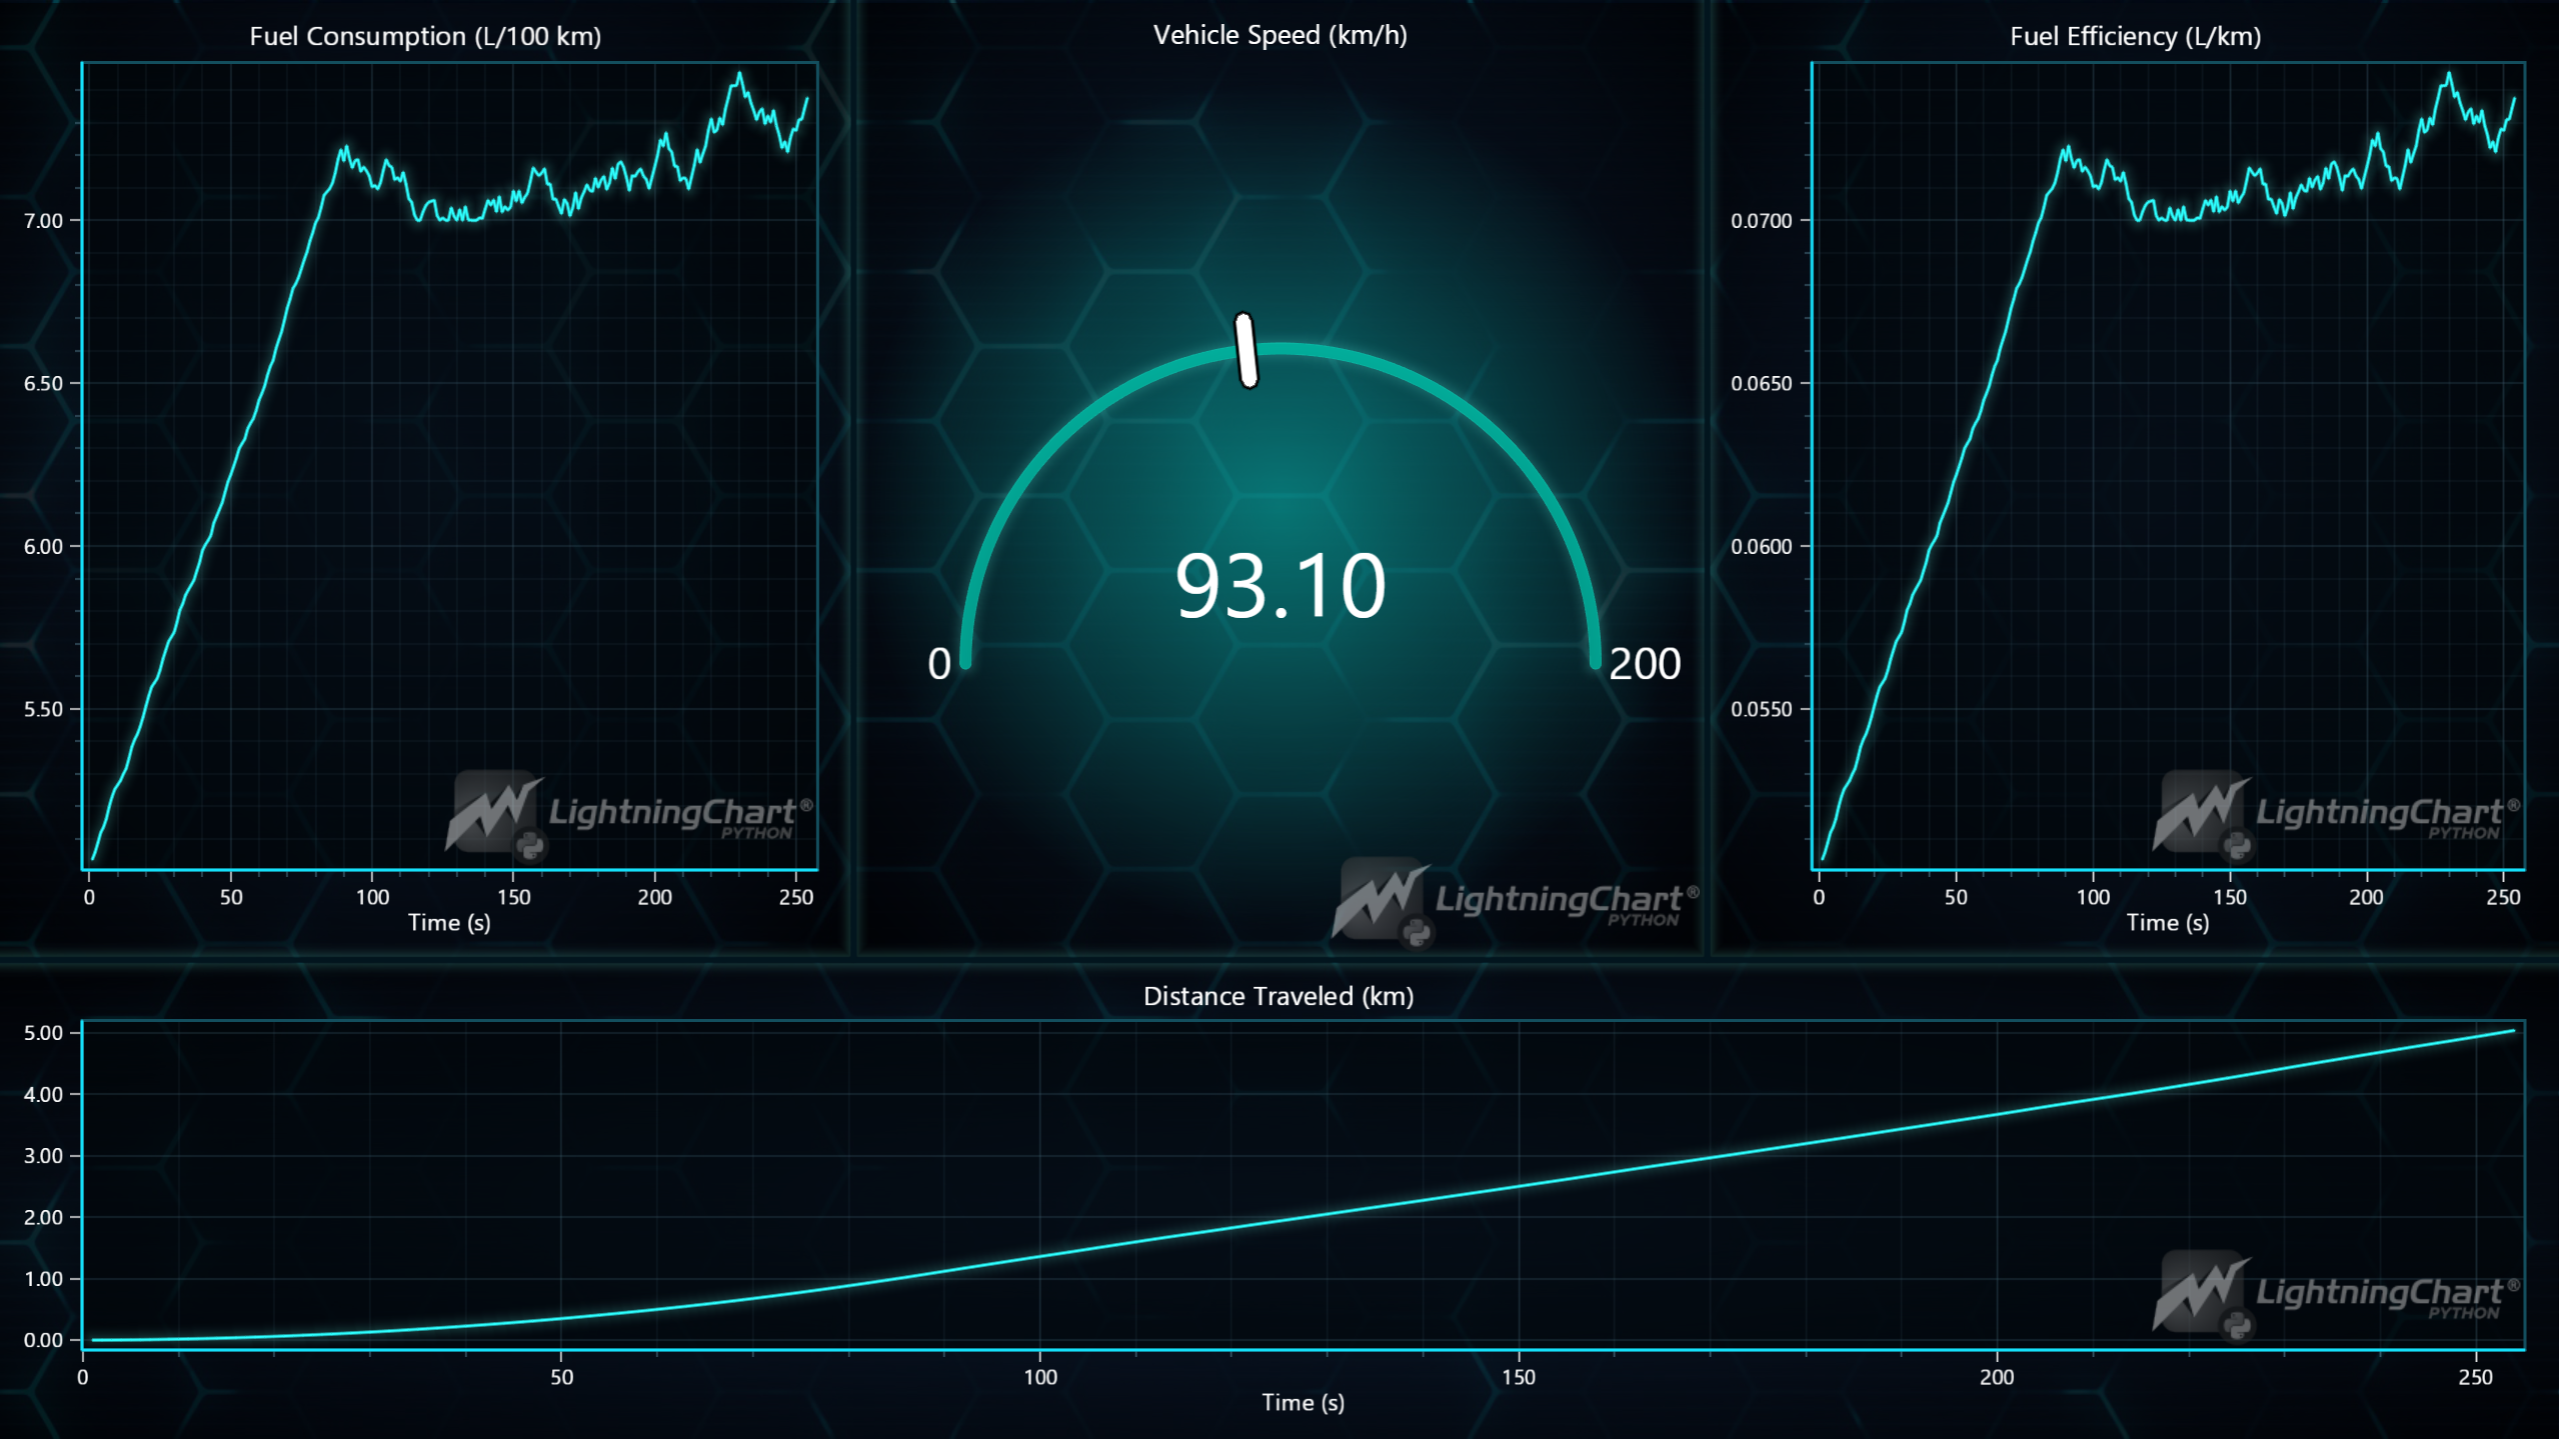 Fuel Consumption (L/100 km)
7.00
6.50
6.00
5.50
LightningChart®
PYTHON
0 50 100 150 200 250
Time (s)
Vehicle Speed (km/h)
93.10
0 200
LightningChart®
PYTHON
Fuel Efficiency (L/km)
0.0700
0.0650
0.0600
0.0550
LightningChart®
PYTHON
0 50 100 150 200 250
Time (s)
Distance Traveled (km)
5.00
4.00
3.00
2.00
1.00
0.00
LightningChart®
PYTHON
0 50 100 150 200 250
Time (s)